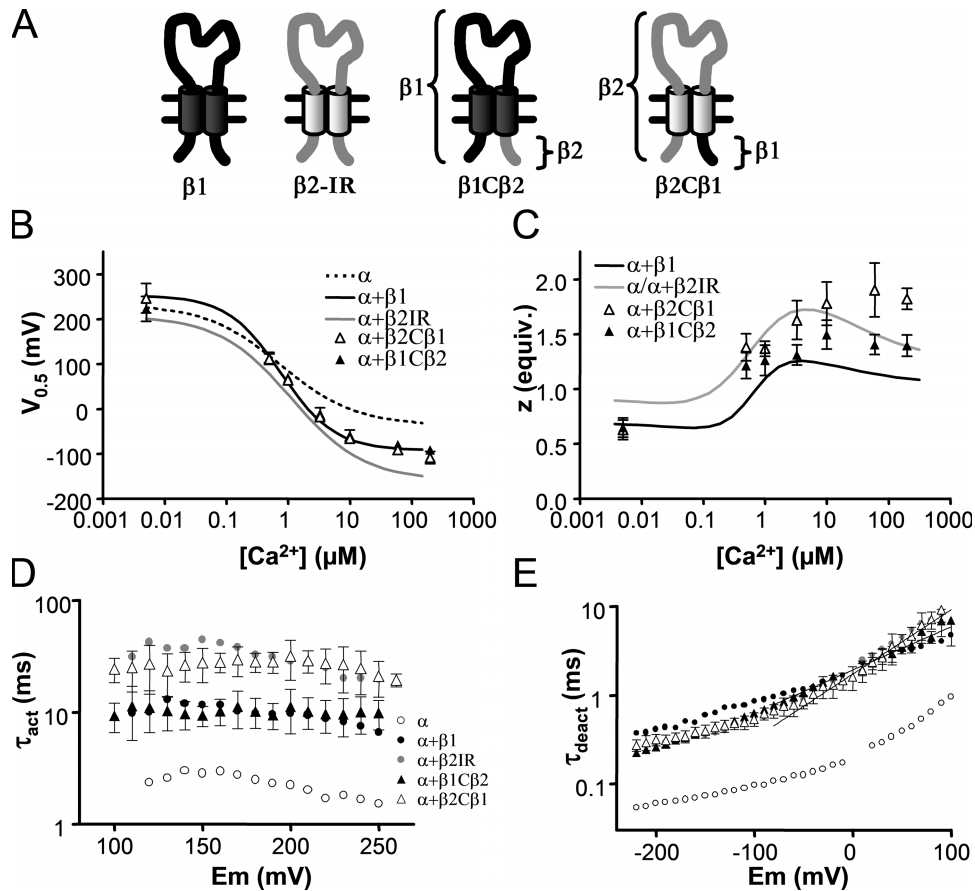 A
β1
β2-IR
β1
β2
β1Cβ2
β2
β1
β2Cβ1
B
300
200
100
0
-100
-200
V0.5 (mV)
0.001
0.01
0.1
1
10
100
1000
[Ca2+] (μM)
α
α+β1
α+β2IR
α+β2Cβ1
α+β1Cβ2
C
2.0
1.5
1.0
0.5
0.0
z (equiv.)
0.001
0.01
0.1
1
10
100
1000
[Ca2+] (μM)
α+β1
α/α+β2IR
α+β2Cβ1
α+β1Cβ2
D
100
10
1
τact (ms)
100
150
200
250
Em (mV)
α
α+β1
α+β2IR
α+β1Cβ2
α+β2Cβ1
E
10
1
0.1
τdeact (ms)
-200
-100
0
100
Em (mV)